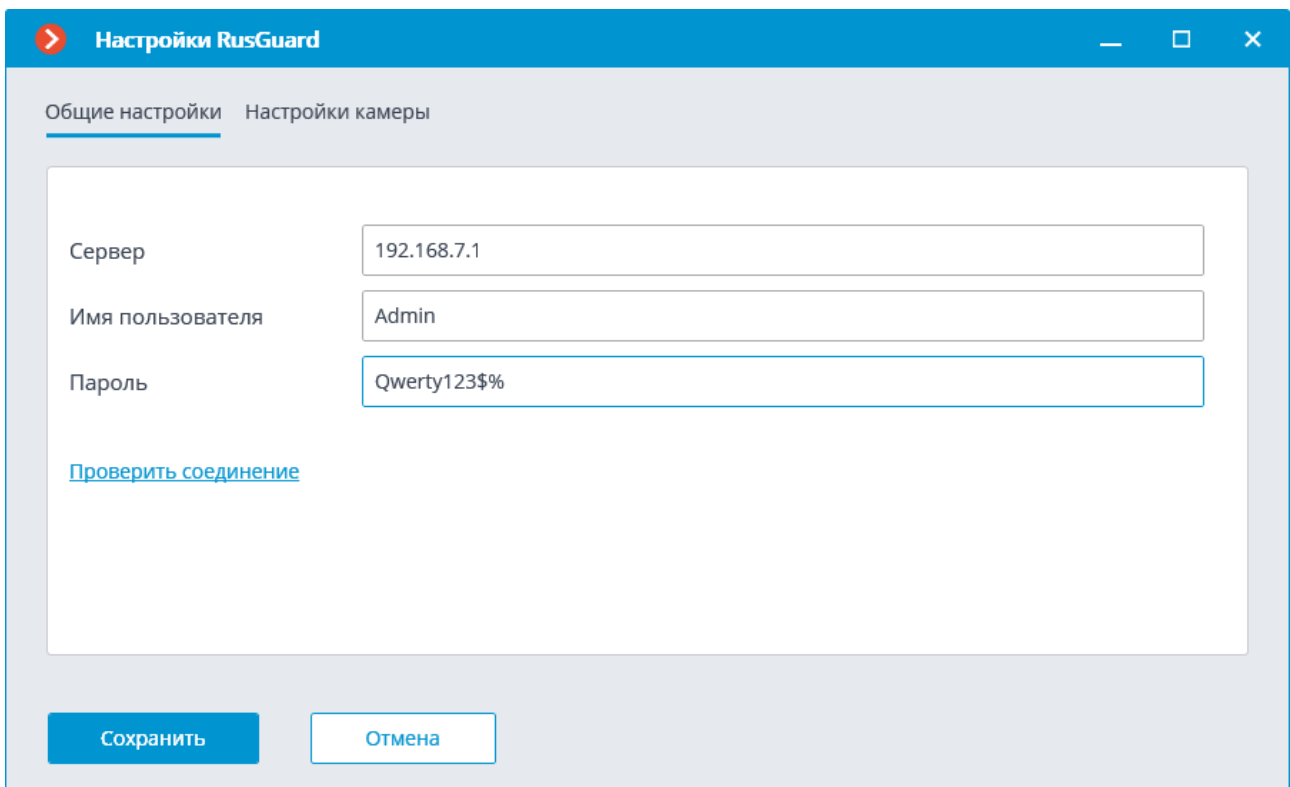 Настройки RusGuard
Общие настройки Настройки камеры
Сервер 192.168.7.1
Имя пользователя Admin
Пароль Qwerty123$%
Проверить соединение
Сохранить Отмена